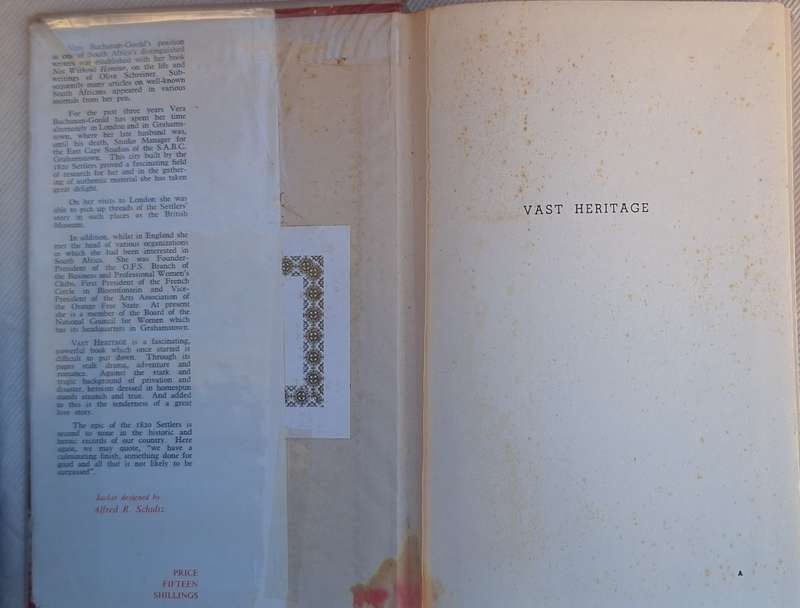 Vera Buchanan-Gould's position
as one of South Africa's distinguished
writers was established with her book
Not Without Honour, on the life and
writings of Olive Schreiner. Sub-
sequently many articles on well-known
South Africans appeared in various
journals from her pen.
For the past three years Vera
Buchanan-Gould has spent her time
alternately in London and in Grahams-
town, where her late husband was,
until his death, Studio Manager for
the East Cape Studios of the S.A.B.C.
Grahamstown. This city built by the
1820 Settlers proved a fascinating field
of research for her and in the gather-
ing of authentic material she has taken
great delight.
On her visits to London she was
able to pick up threads of the Settlers'
story in such places as the British
Museum.
In addition, whilst in England she
met the head of various organizations
in which she had been interested in
South Africa. She was Founder-
President of the O.F.S. Branch of
the Business and Professional Women's
Clubs, First President of the French
Circle in Bloemfontein and Vice-
President of the Arts Association of
the Orange Free State. At present
she is a member of the Board of the
National Council for Women which
has its headquarters in Grahamstown.
VAST HERITAGE is a fascinating,
powerful book which once started is
difficult to put down. Through its
pages stalk drama, adventure and
romance. Against the stark and
tragic background of privation and
disaster, heroism dressed in homespun
stands staunch and true. And added
to this is the tenderness of a great
love story.
The epic of the 1820 Settlers is
second to none in the historic and
heroic records of our country. Here
again, we may quote, "we have a
culminating finish, something done for
good and all that is not likely to be
surpassed".
Jacket designed by
Alfred R. Schultz
PRICE
FIFTEEN
SHILLINGS
VAST HERITAGE
A